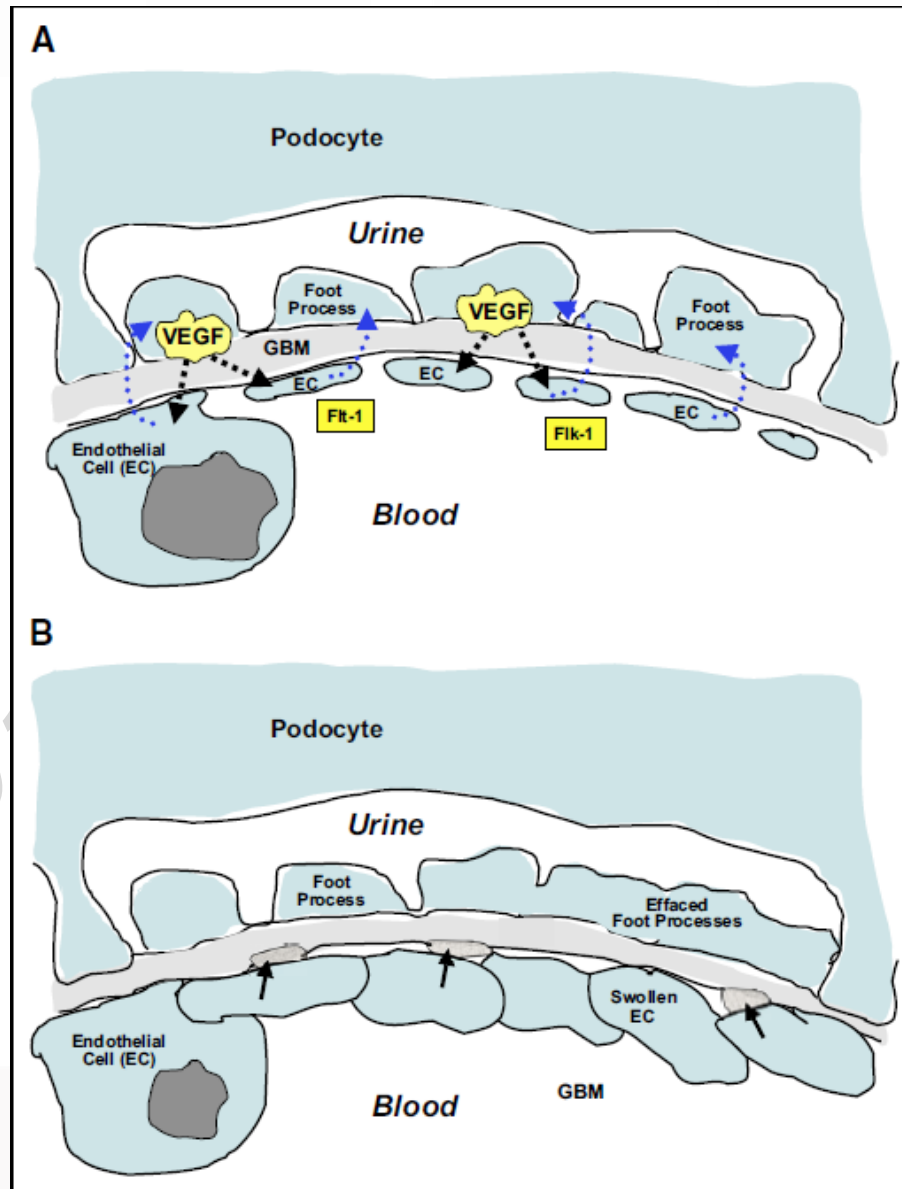 A
Podocyte
Urine
Foot
Process
VEGF
VEGF
Foot
Process
GBM
EC
EC
EC
Flt-1
Flk-1
Endothelial
Cell (EC)
Blood
B
Podocyte
Urine
Foot
Process
Effaced
Foot Processes
Swollen
EC
Endothelial
Cell (EC)
GBM
Blood